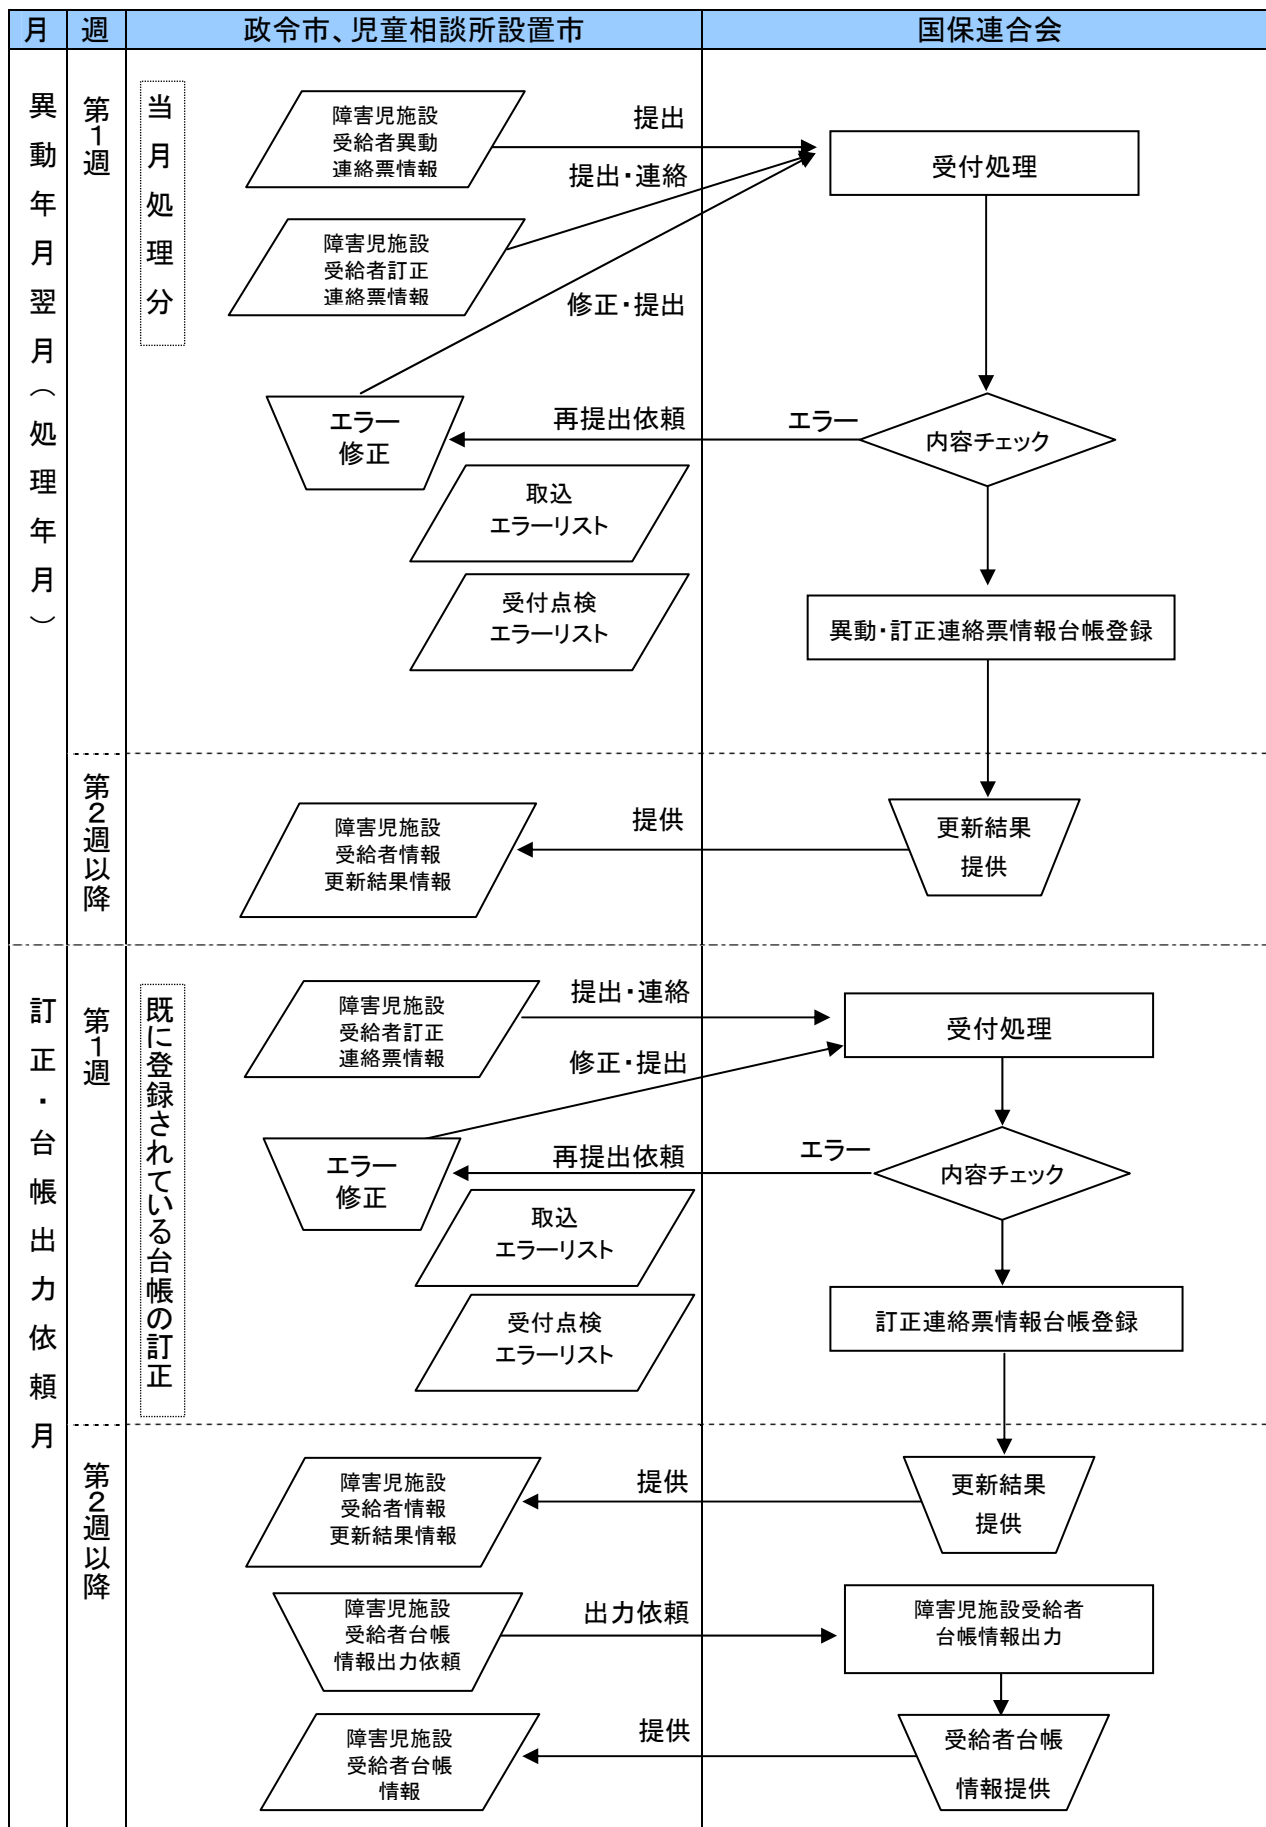 月 週 政令市、児童相談所設置市 国保連合会
異動年月翌月（処理年月）
第1週
当月処理分
障害児施設
受給者異動
連絡票情報
提出
受付処理
提出・連絡
障害児施設
受給者訂正
連絡票情報
修正・提出
エラー
修正
再提出依頼
エラー
内容チェック
取込
エラーリスト
受付点検
エラーリスト
異動・訂正連絡票情報台帳登録
第2週以降
障害児施設
受給者情報
更新結果情報
提供
更新結果
提供
訂正・台帳出力依頼月
第1週
既に登録されている台帳の訂正
障害児施設
受給者訂正
連絡票情報
提出・連絡
受付処理
修正・提出
エラー
修正
再提出依頼
エラー
内容チェック
取込
エラーリスト
受付点検
エラーリスト
訂正連絡票情報台帳登録
第2週以降
障害児施設
受給者情報
更新結果情報
提供
更新結果
提供
障害児施設
受給者台帳
情報出力依頼
出力依頼
障害児施設受給者
台帳情報出力
障害児施設
受給者台帳
情報
提供
受給者台帳
情報提供